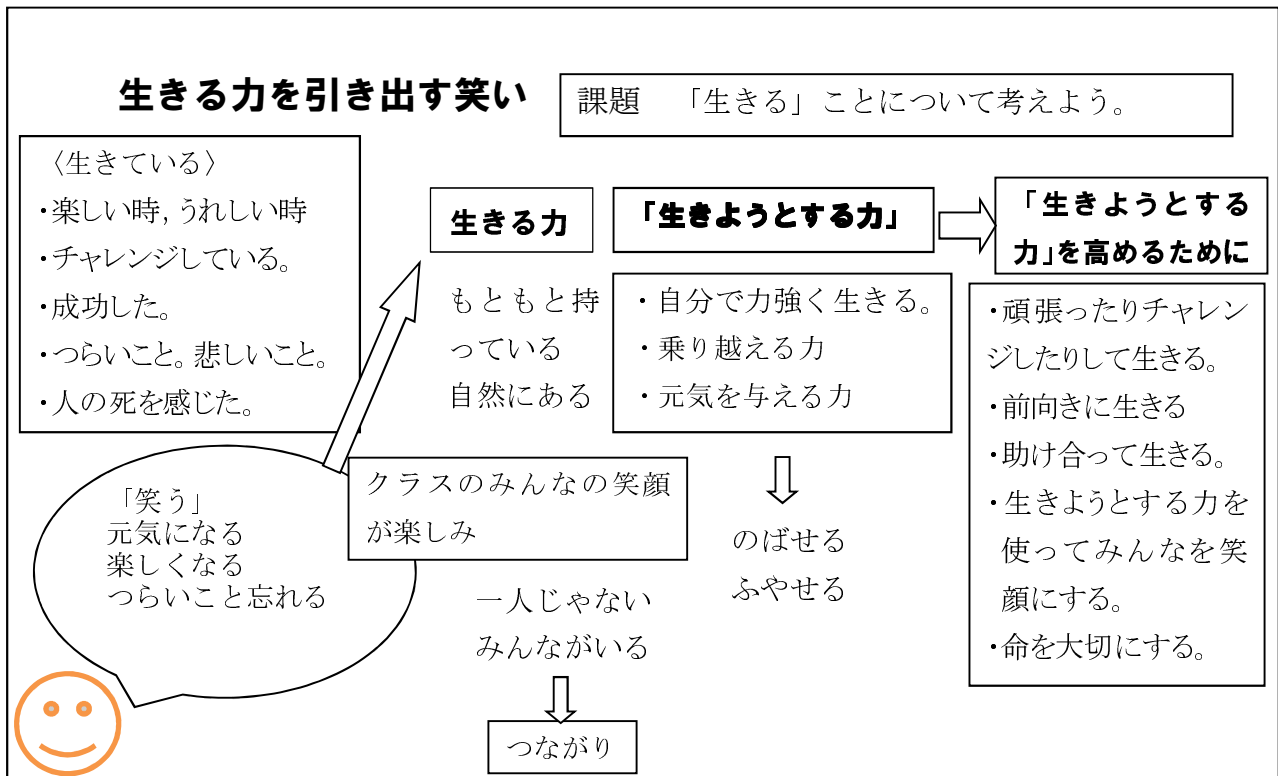 生きる力を引き出す笑い
課題　「生きる」ことについて考えよう。
〈生きている〉
・楽しい時，うれしい時
・チャレンジしている。
・成功した。
・つらいこと。悲しいこと。
・人の死を感じた。
生きる力
もともと持
っている
自然にある
「生きようとする力」
・自分で力強く生きる。
・乗り越える力
・元気を与える力
のばせる
ふやせる
「生きようとする
力」を高めるために
・頑張ったりチャレン
ジしたりして生きる。
・前向きに生きる
・助け合って生きる。
・生きようとする力を
使ってみんなを笑
顔にする。
・命を大切にする。
「笑う」
元気になる
楽しくなる
つらいこと忘れる
クラスのみんなの笑顔
が楽しみ
一人じゃない
みんながいる
つながり